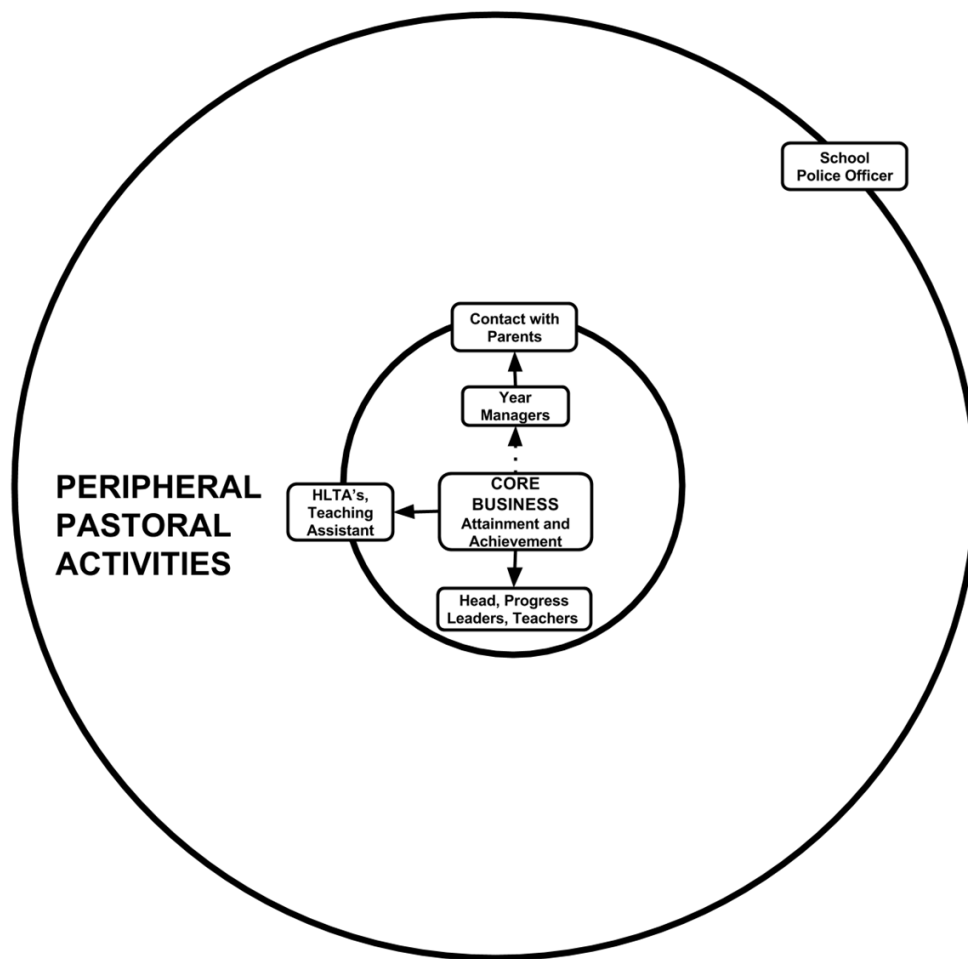 School
Police Officer
Contact with
Parents
Year
Managers
PERIPHERAL
PASTORAL
ACTIVITIES
HLTA's,
Teaching
Assistant
CORE
BUSINESS
Attainment and
Achievement
Head, Progress
Leaders, Teachers